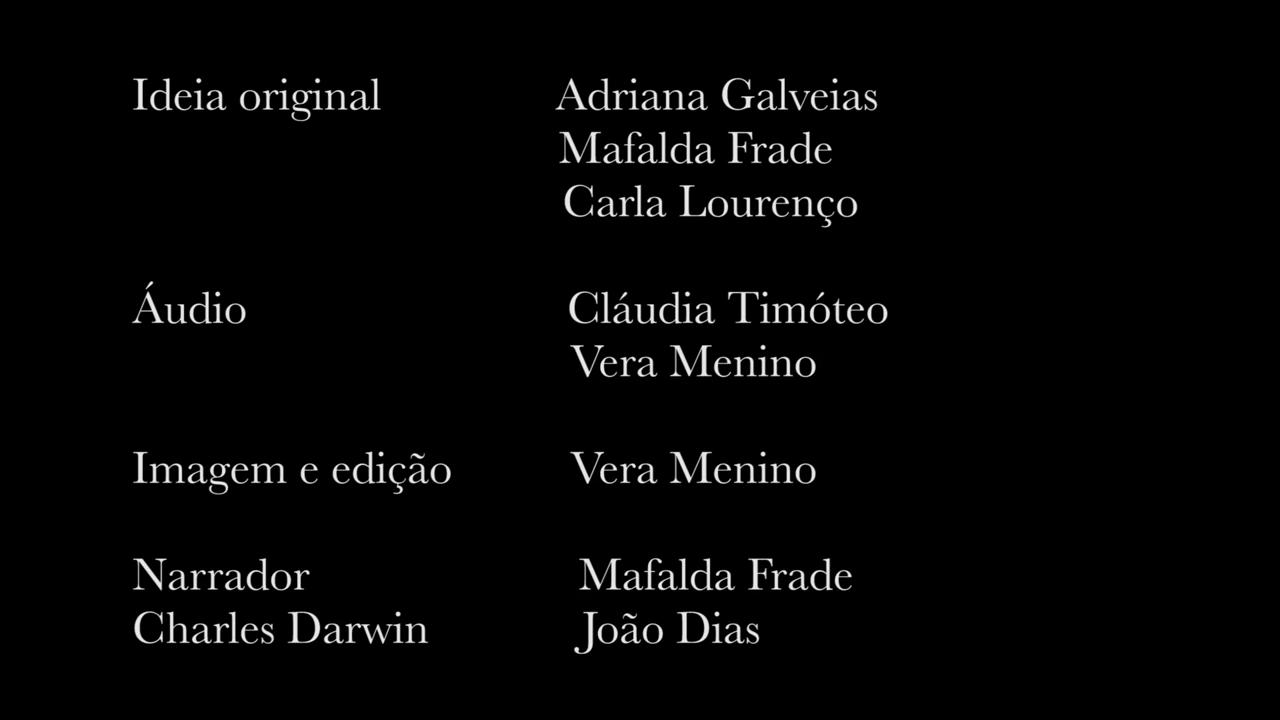 Ideia original Adriana Galveias
Mafalda Frade
Carla Lourenço
Áudio Cláudia Timóteo
Vera Menino
Imagem e edição Vera Menino
Narrador Mafalda Frade
Charles Darwin João Dias